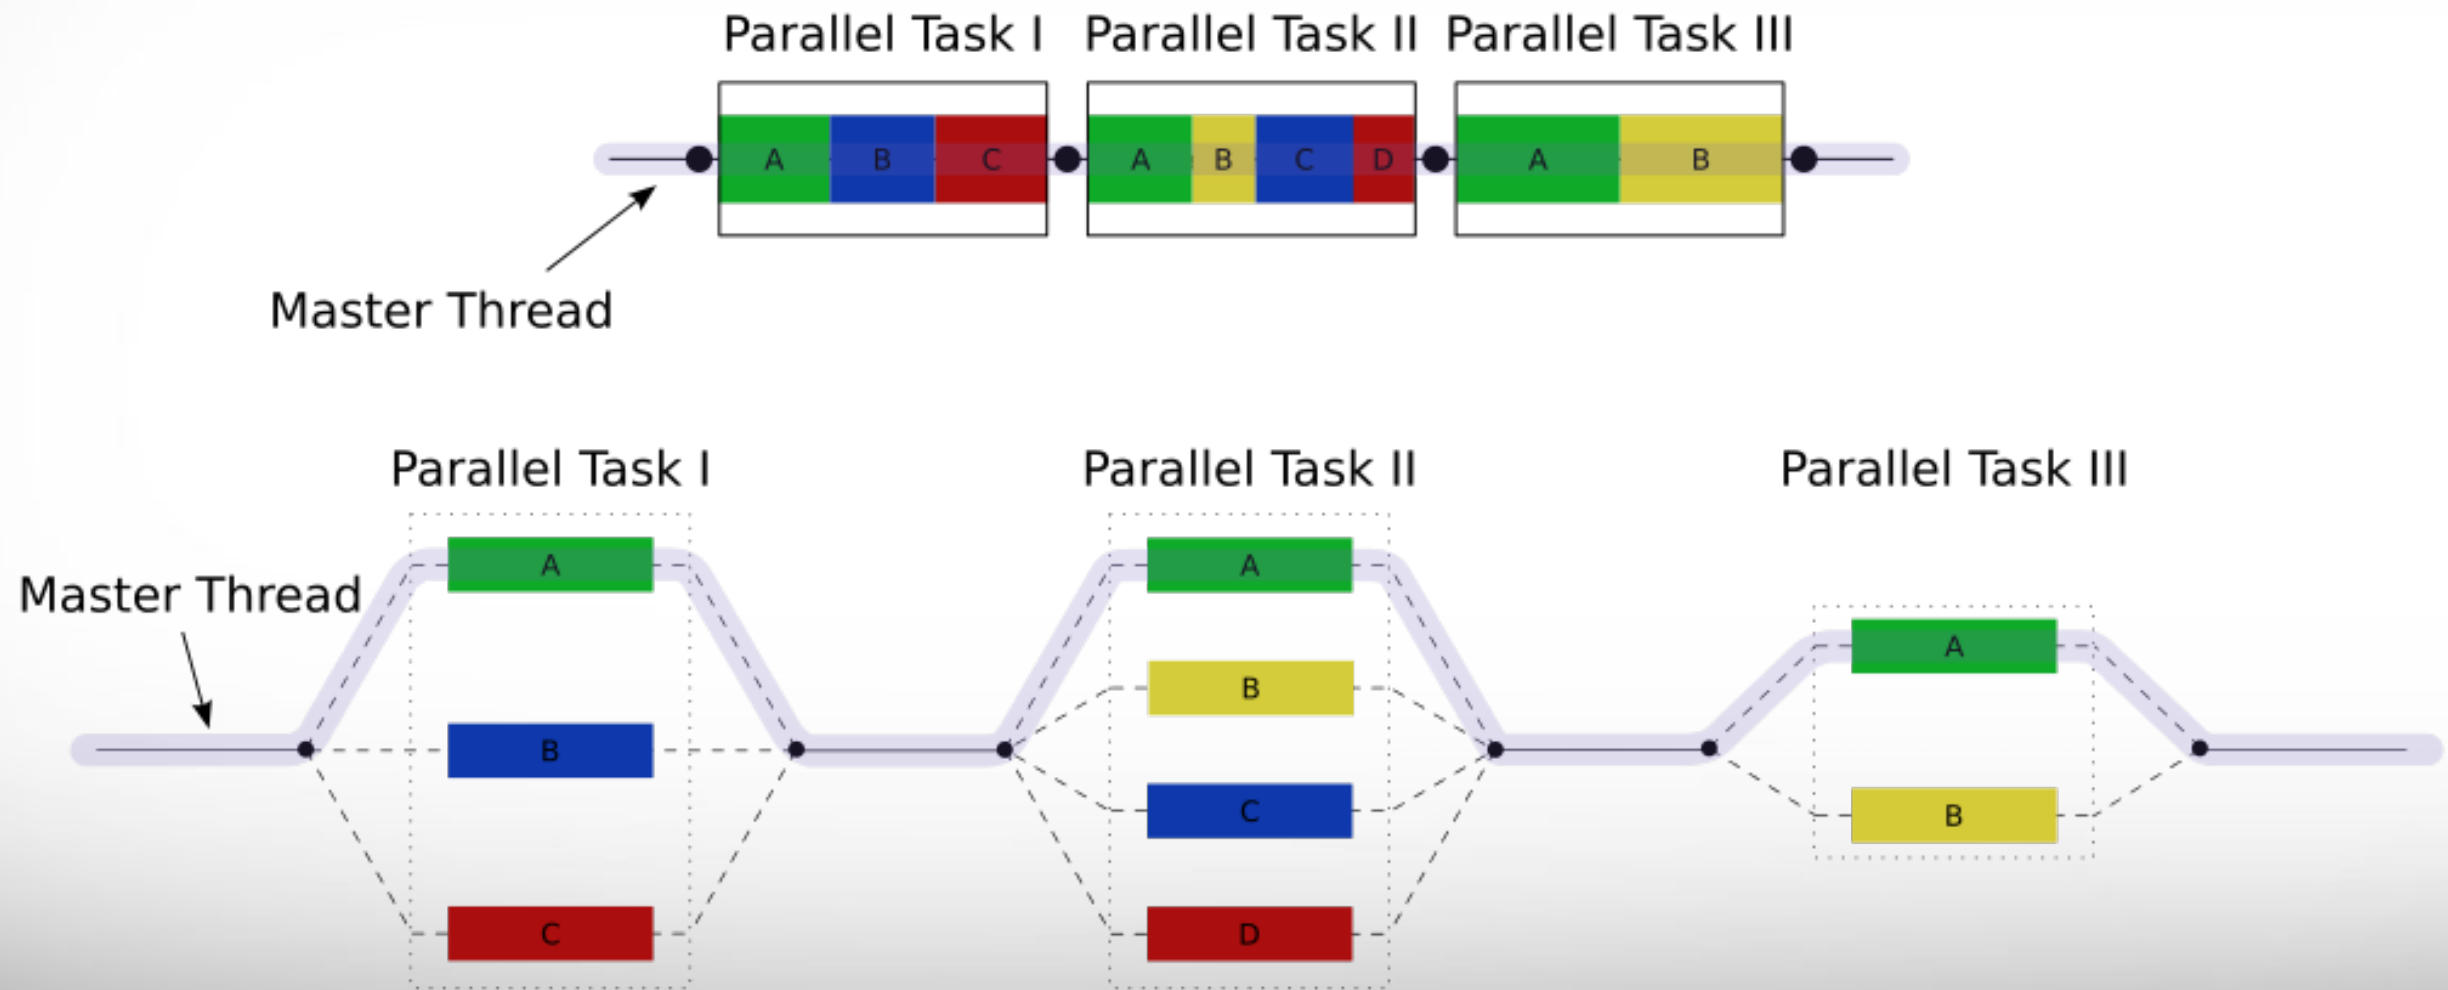 Parallel Task I Parallel Task II Parallel Task III
A B C A B C D A B
Master Thread
Parallel Task I Parallel Task II Parallel Task III
A A
Master Thread
A
B
B C B
C D